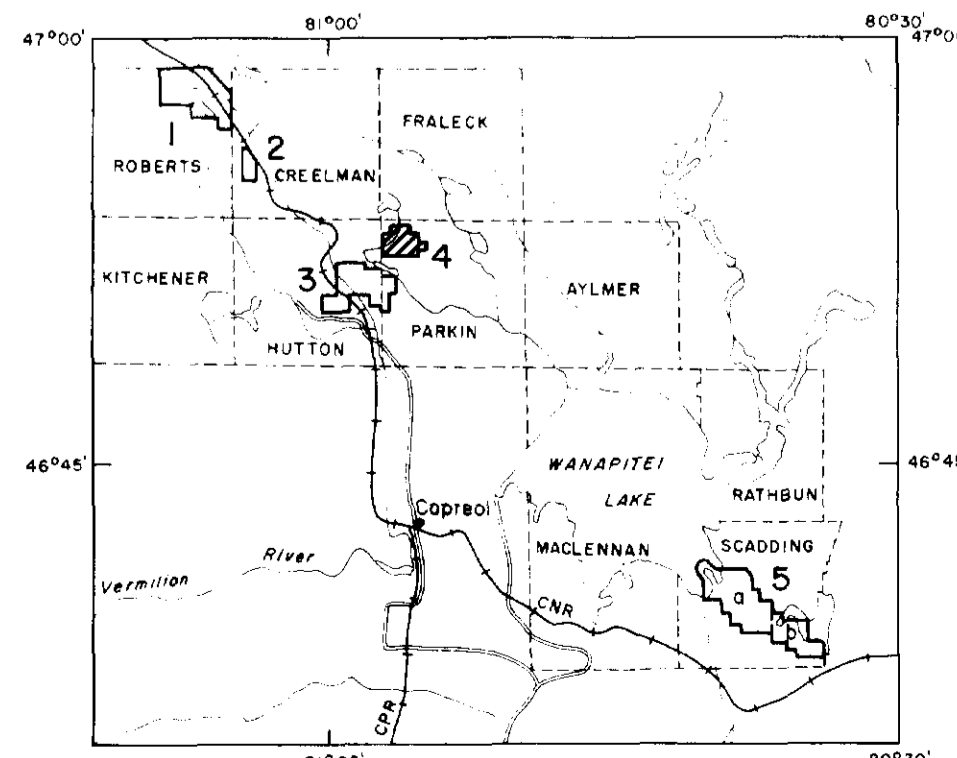 81°00'
80°30'
47°00'
47°00'
FRALECK
1
2
ROBERTS
CREELMAN
4
KITCHENER
3
AYLMER
PARKIN
HUTTON
46°45'
46°45'
WANAPITEI
LAKE
RATHBUN
Capreol
MACLENNAN
SCADDING
River
5
Vermilion
a
CNR
b
CPR